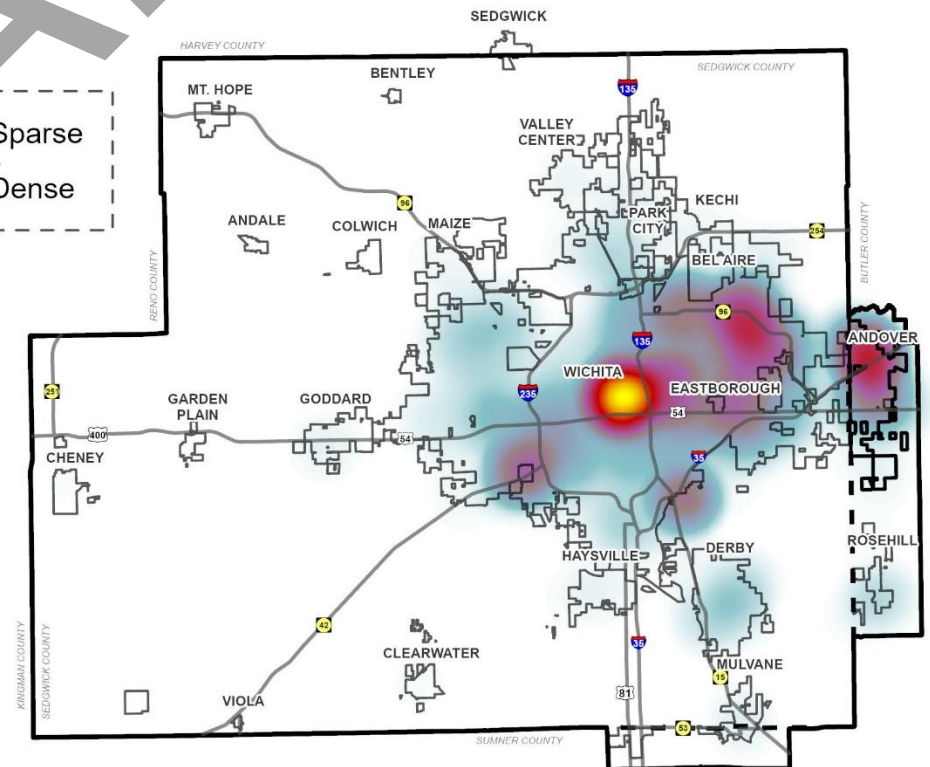 SEDGWICK
HARVEY COUNTY
SEDGWICK COUNTY
BENTLEY
MT. HOPE
135
Sparse
Dense
VALLEY
CENTER
96
KECHI
PARK
CITY
254
ANDALE
COLWICH
MAIZE
BEL AIRE
BUTLER COUNTY
RENO COUNTY
96
135
ANDOVER
WICHITA
EASTBOROUGH
235
251
GARDEN
PLAIN
GODDARD
54
400
54
CHENEY
35
HAYSVILLE
DERBY
ROSEHILL
42
35
KINGMAN COUNTY
SEDGWICK COUNTY
CLEARWATER
MULVANE
15
81
VIOLA
53
SUMNER COUNTY